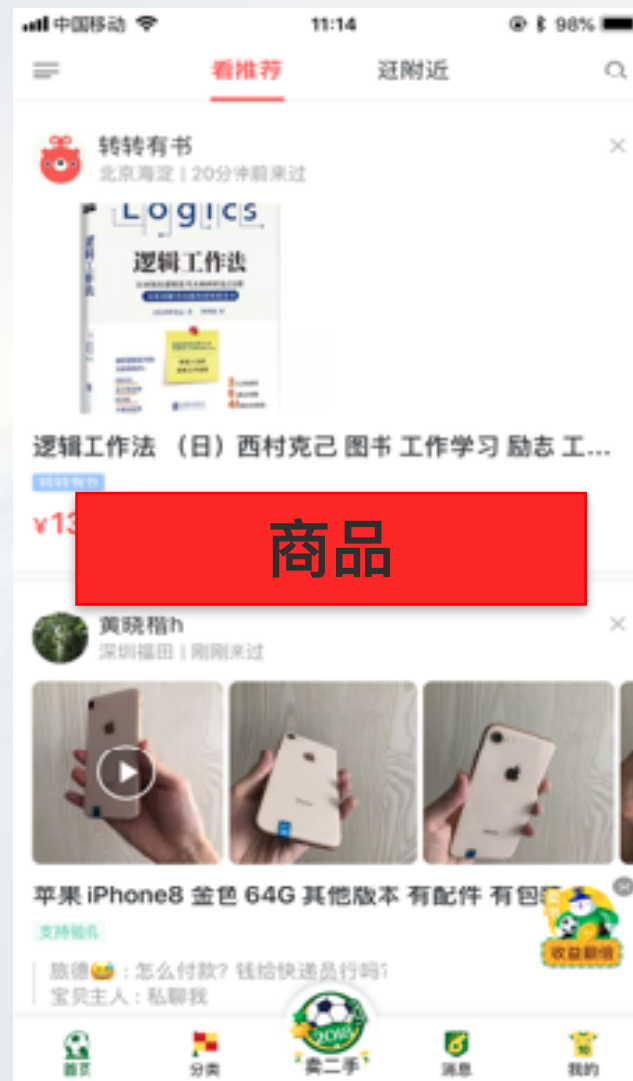 中国移动 11:14 98%
看推荐 逛附近
转转有书
北京海淀 | 20分钟前来过
Logics
逻辑工作法
逻辑工作法 （日）西村克己 图书 工作学习 励志 工...
转转有书
¥13
商品
黄晓楷h
深圳福田 | 刚刚来过
苹果 iPhone8 金色 64G 其他版本 有配件 有包
支持验机
旅德😅：怎么付款？钱给快递员行吗？
宝贝主人：私聊我
收益翻倍
2018
首页 分类 卖二手 消息 我的